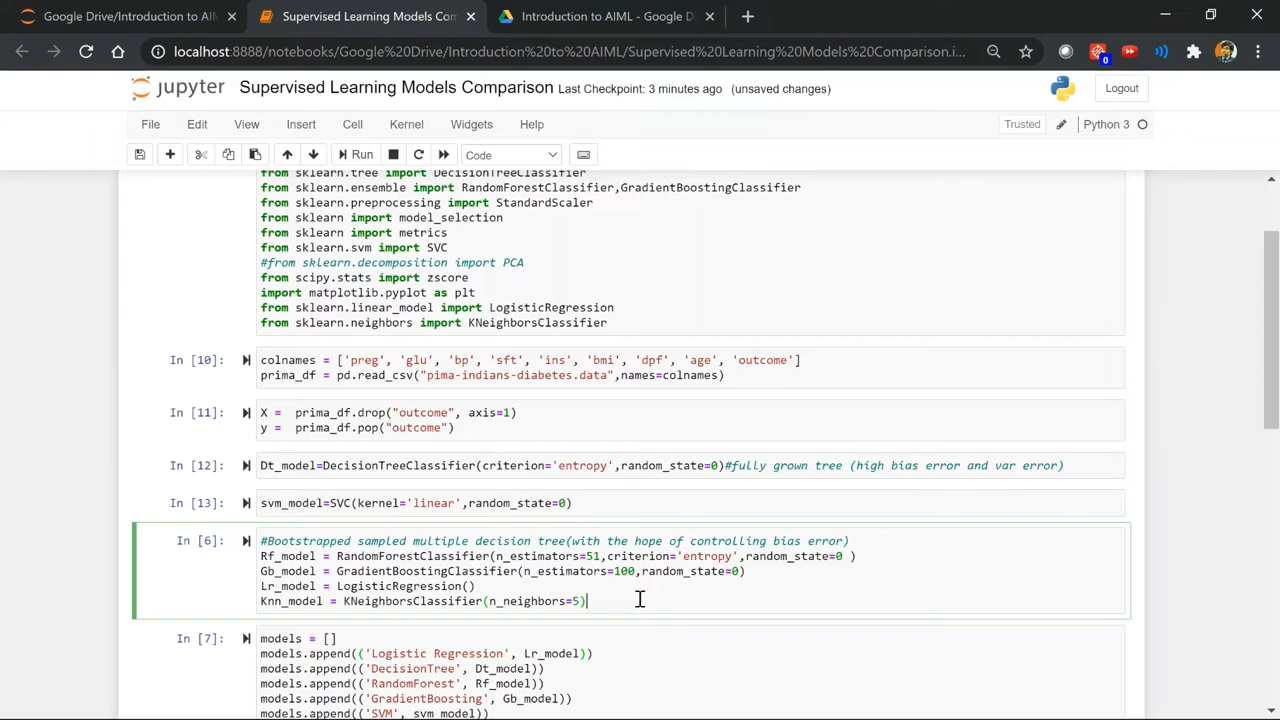 Google Drive/Introduction to AI
Supervised Learning Models Com
Introduction to AIML - Google D
localhost:8888/notebooks/Google%20Drive/Introduction%20to%20AIML/Supervised%20Learning%20Models%20Comparison.i...
0
jupyter
Supervised Learning Models Comparison Last Checkpoint: 3 minutes ago (unsaved changes)
Logout
File Edit View Insert Cell Kernel Widgets Help
Trusted
Python 3
Run
Code
from sklearn.tree import DecisionTreeClassifier
from sklearn.ensemble import RandomForestClassifier,GradientBoostingClassifier
from sklearn.preprocessing import StandardScaler
from sklearn import model_selection
from sklearn import metrics
from sklearn.svm import SVC
#from sklearn.decomposition import PCA
from scipy.stats import zscore
import matplotlib.pyplot as plt
from sklearn.linear_model import LogisticRegression
from sklearn.neighbors import KNeighborsClassifier
In [10]: colnames = ['preg', 'glu', 'bp', 'sft', 'ins', 'bmi', 'dpf', 'age', 'outcome']
prima_df = pd.read_csv("pima-indians-diabetes.data",names=colnames)
In [11]: X = prima_df.drop("outcome", axis=1)
y = prima_df.pop("outcome")
In [12]: Dt_model=DecisionTreeClassifier(criterion='entropy',random_state=0)#fully grown tree (high bias error and var error)
In [13]: svm_model=SVC(kernel='linear',random_state=0)
In [6]: #Bootstrapped sampled multiple decision tree(with the hope of controlling bias error)
Rf_model = RandomForestClassifier(n_estimators=51,criterion='entropy',random_state=0 )
Gb_model = GradientBoostingClassifier(n_estimators=100,random_state=0)
Lr_model = LogisticRegression()
Knn_model = KNeighborsClassifier(n_neighbors=5)
In [7]: models = []
models.append(('Logistic Regression', Lr_model))
models.append(('DecisionTree', Dt_model))
models.append(('RandomForest', Rf_model))
models.append(('GradientBoosting', Gb_model))
models.append(('SVM', svm_model))